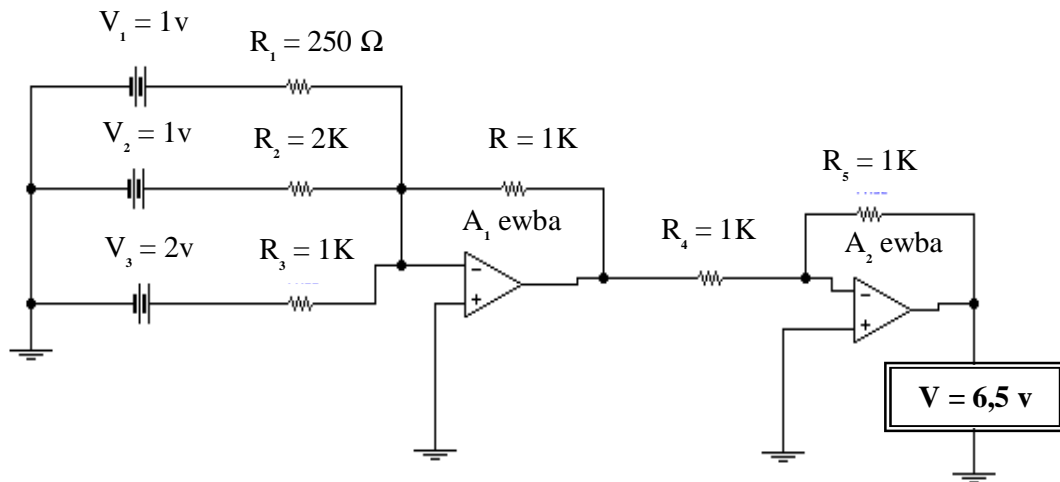 V₁ = 1v
R₁ = 250 Ω
V₂ = 1v
R₂ = 2K
R = 1K
R₅ = 1K
V₃ = 2v
R₃ = 1K
A₁ ewba
R₄ = 1K
A₂ ewba
−
+
−
+
V = 6,5 v